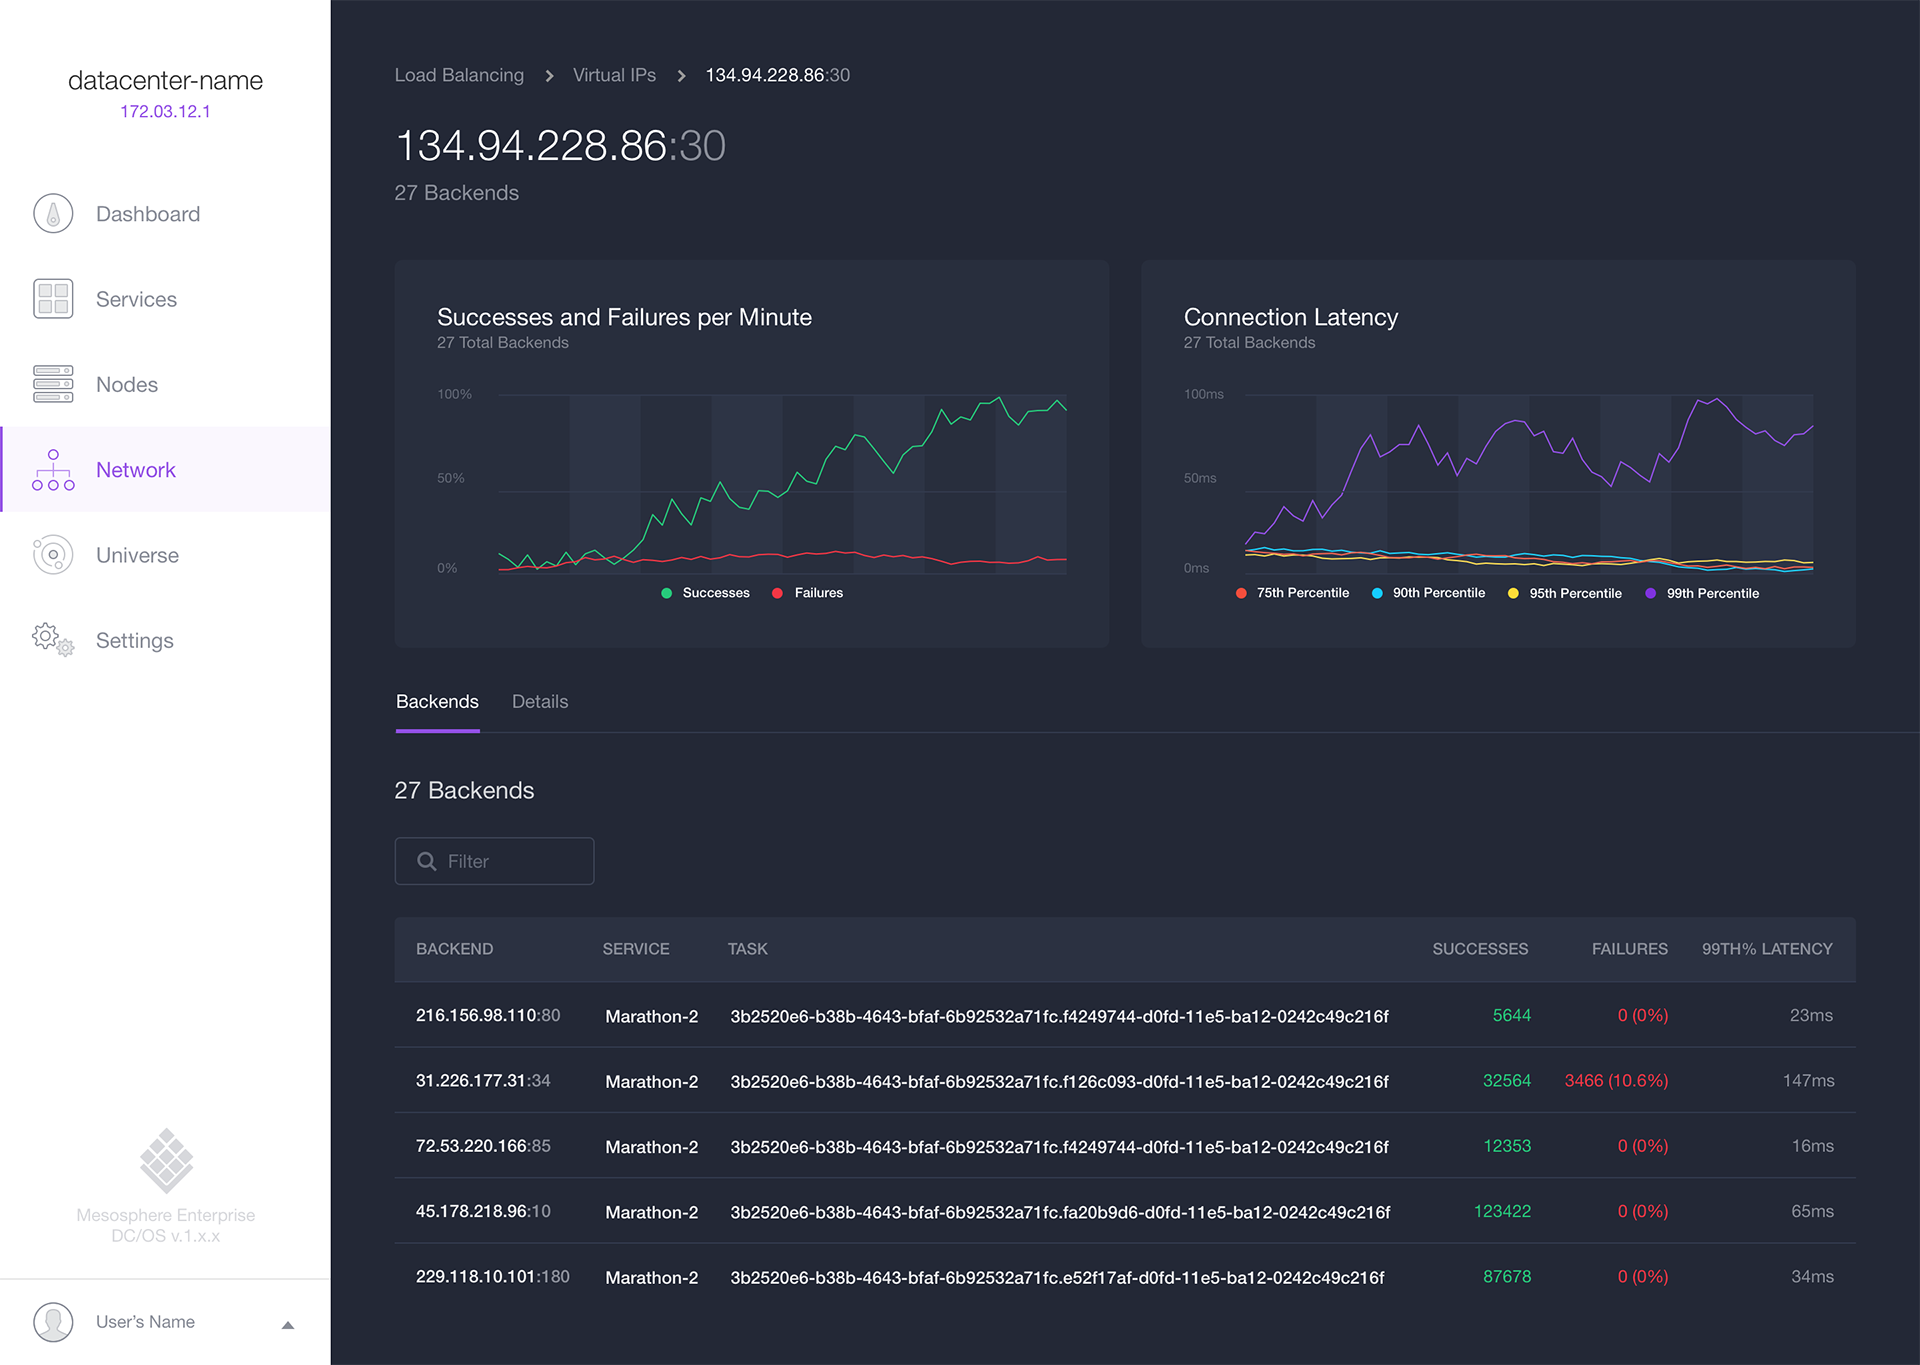 datacenter-name
172.03.12.1
Dashboard
Services
Nodes
Network
Universe
Settings
Mesosphere Enterprise
DC/OS v.1.x.x
User's Name
Load Balancing > Virtual IPs > 134.94.228.86:30
134.94.228.86:30
27 Backends
Successes and Failures per Minute
27 Total Backends
100%
50%
0%
Successes Failures
Connection Latency
27 Total Backends
100ms
50ms
0ms
75th Percentile 90th Percentile 95th Percentile 99th Percentile
Backends Details
27 Backends
Filter
BACKEND SERVICE TASK SUCCESSES FAILURES 99TH% LATENCY
216.156.98.110:80 Marathon-2 3b2520e6-b38b-4643-bfaf-6b92532a71fc.f4249744-d0fd-11e5-ba12-0242c49c216f 5644 0 (0%) 23ms
31.226.177.31:34 Marathon-2 3b2520e6-b38b-4643-bfaf-6b92532a71fc.f126c093-d0fd-11e5-ba12-0242c49c216f 32564 3466 (10.6%) 147ms
72.53.220.166:85 Marathon-2 3b2520e6-b38b-4643-bfaf-6b92532a71fc.f4249744-d0fd-11e5-ba12-0242c49c216f 12353 0 (0%) 16ms
45.178.218.96:10 Marathon-2 3b2520e6-b38b-4643-bfaf-6b92532a71fc.fa20b9d6-d0fd-11e5-ba12-0242c49c216f 123422 0 (0%) 65ms
229.118.10.101:180 Marathon-2 3b2520e6-b38b-4643-bfaf-6b92532a71fc.e52f17af-d0fd-11e5-ba12-0242c49c216f 87678 0 (0%) 34ms